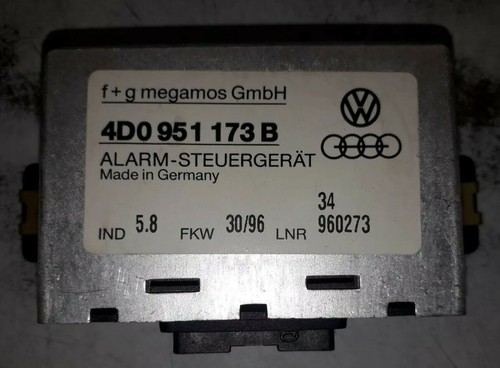 f+g megamos GmbH
4D0 951 173 B
ALARM-STEUERGERÄT
Made in Germany
34
IND 5.8 FKW 30/96 LNR 960273